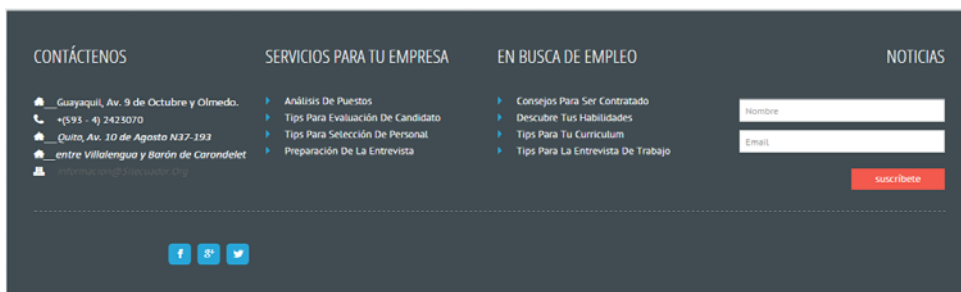 CONTÁCTENOS
Guayaquil, Av. 9 de Octubre y Olmedo.
+(593 - 4) 2423070
Quito, Av. 10 de Agosto N37-193
entre Villalengua y Barón de Carondelet
SERVICIOS PARA TU EMPRESA
Análisis De Puestos
Tips Para Evaluación De Candidato
Tips Para Selección De Personal
Preparación De La Entrevista
EN BUSCA DE EMPLEO
Consejos Para Ser Contratado
Descubre Tus Habilidades
Tips Para Tu Curriculum
Tips Para La Entrevista De Trabajo
NOTICIAS
Nombre
Email
suscríbete